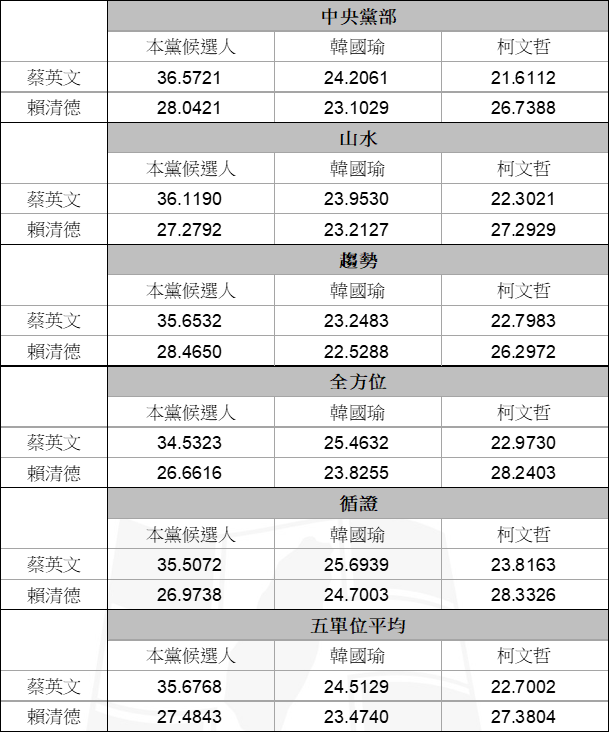 中央黨部
本黨候選人 韓國瑜 柯文哲
蔡英文 36.5721 24.2061 21.6112
賴清德 28.0421 23.1029 26.7388
山水
本黨候選人 韓國瑜 柯文哲
蔡英文 36.1190 23.9530 22.3021
賴清德 27.2792 23.2127 27.2929
趨勢
本黨候選人 韓國瑜 柯文哲
蔡英文 35.6532 23.2483 22.7983
賴清德 28.4650 22.5288 26.2972
全方位
本黨候選人 韓國瑜 柯文哲
蔡英文 34.5323 25.4632 22.9730
賴清德 26.6616 23.8255 28.2403
循證
本黨候選人 韓國瑜 柯文哲
蔡英文 35.5072 25.6939 23.8163
賴清德 26.9738 24.7003 28.3326
五單位平均
本黨候選人 韓國瑜 柯文哲
蔡英文 35.6768 24.5129 22.7002
賴清德 27.4843 23.4740 27.3804